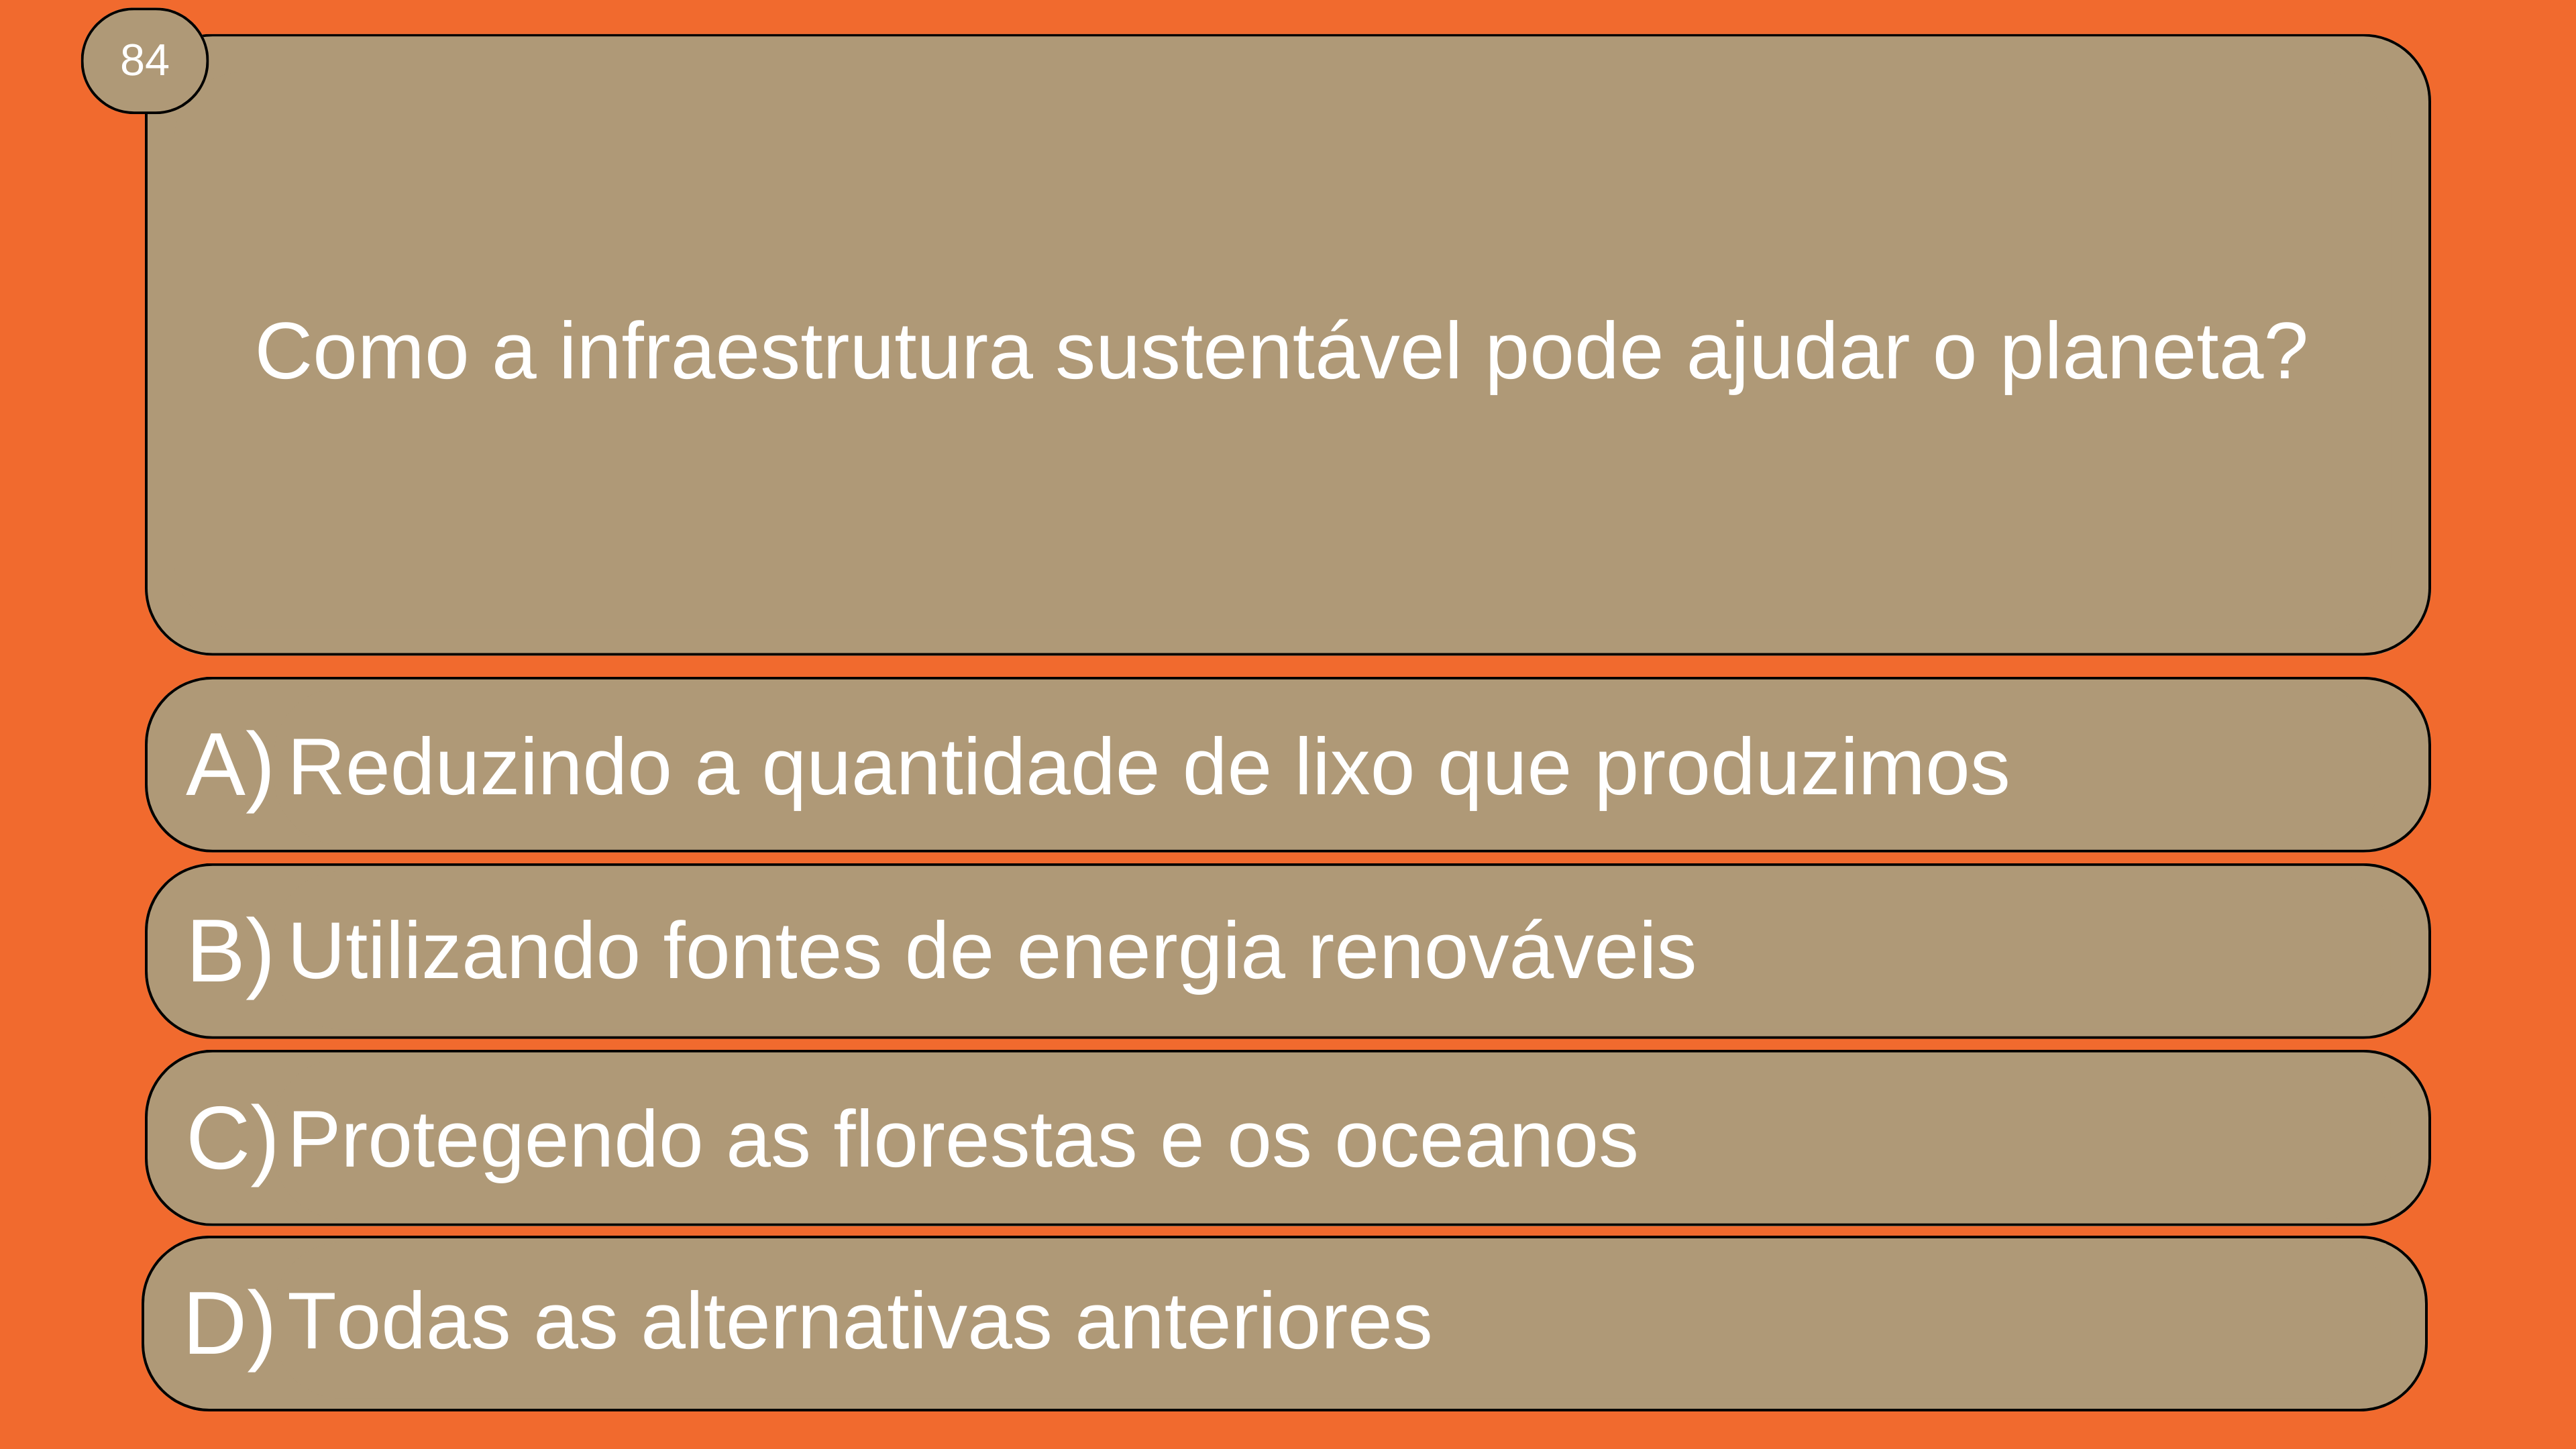 84
Como a infraestrutura sustentável pode ajudar o planeta?
A) Reduzindo a quantidade de lixo que produzimos
B) Utilizando fontes de energia renováveis
C) Protegendo as florestas e os oceanos
D) Todas as alternativas anteriores